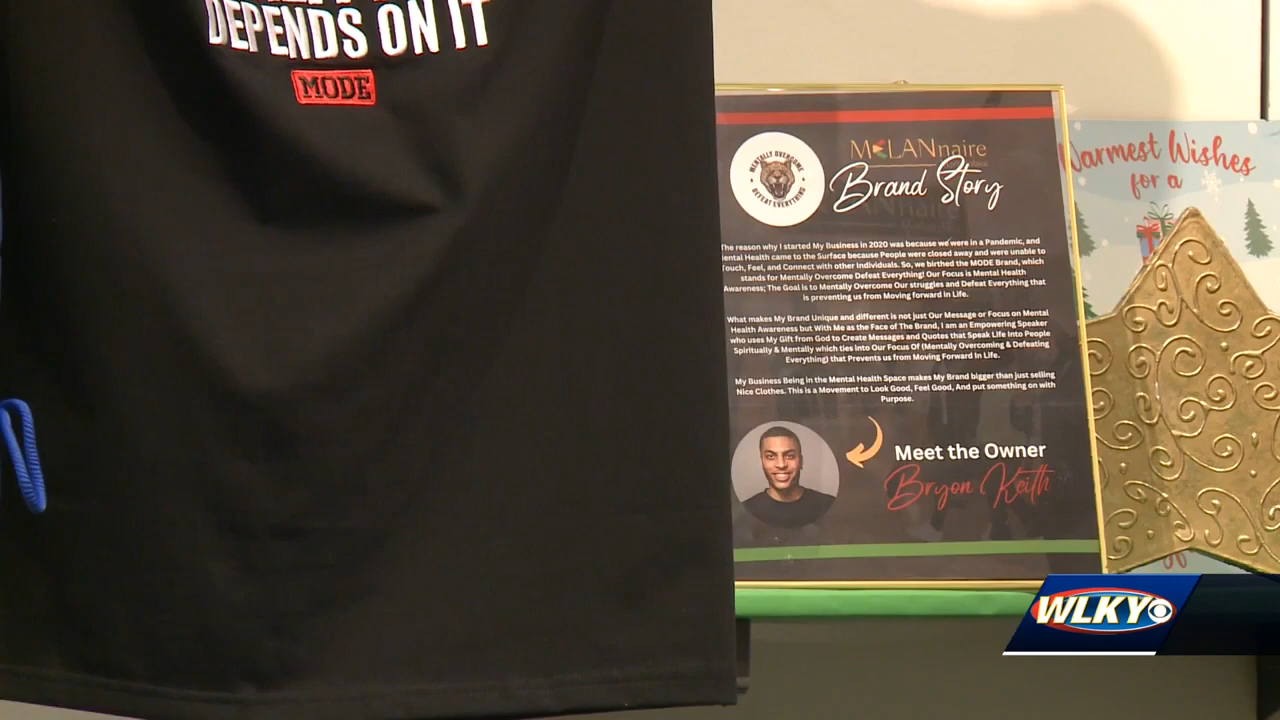 DEPENDS ON IT
MODE
MENTALLY OVERCOME
DEFEAT EVERYTHING
MELANnaire
Brand Story
The reason why I started My Business in 2020 was because we were in a Pandemic, and
Mental Health came to the Surface because People were closed away and were unable to
Touch, Feel, and Connect with other Individuals. So, we birthed the MODE Brand, which
stands for Mentally Overcome Defeat Everything! Our Focus is Mental Health
Awareness; The Goal is to Mentally Overcome Our struggles and Defeat Everything that
is preventing us from Moving forward in Life.
What makes My Brand Unique and different is not just Our Message or Focus on Mental
Health Awareness but With Me as the Face of The Brand, I am an Empowering Speaker
who uses My Gift from God to Create Messages and Quotes that Speak Life Into People
Spiritually & Mentally which ties into Our Focus Of (Mentally Overcoming & Defeating
Everything) that Prevents us from Moving Forward In Life.
My Business Being in the Mental Health Space makes My Brand bigger than just selling
Nice Clothes. This is a Movement to Look Good, Feel Good, And put something on with
Purpose.
Meet the Owner
Bryon Keith
Warmest Wishes
for a
WLKY